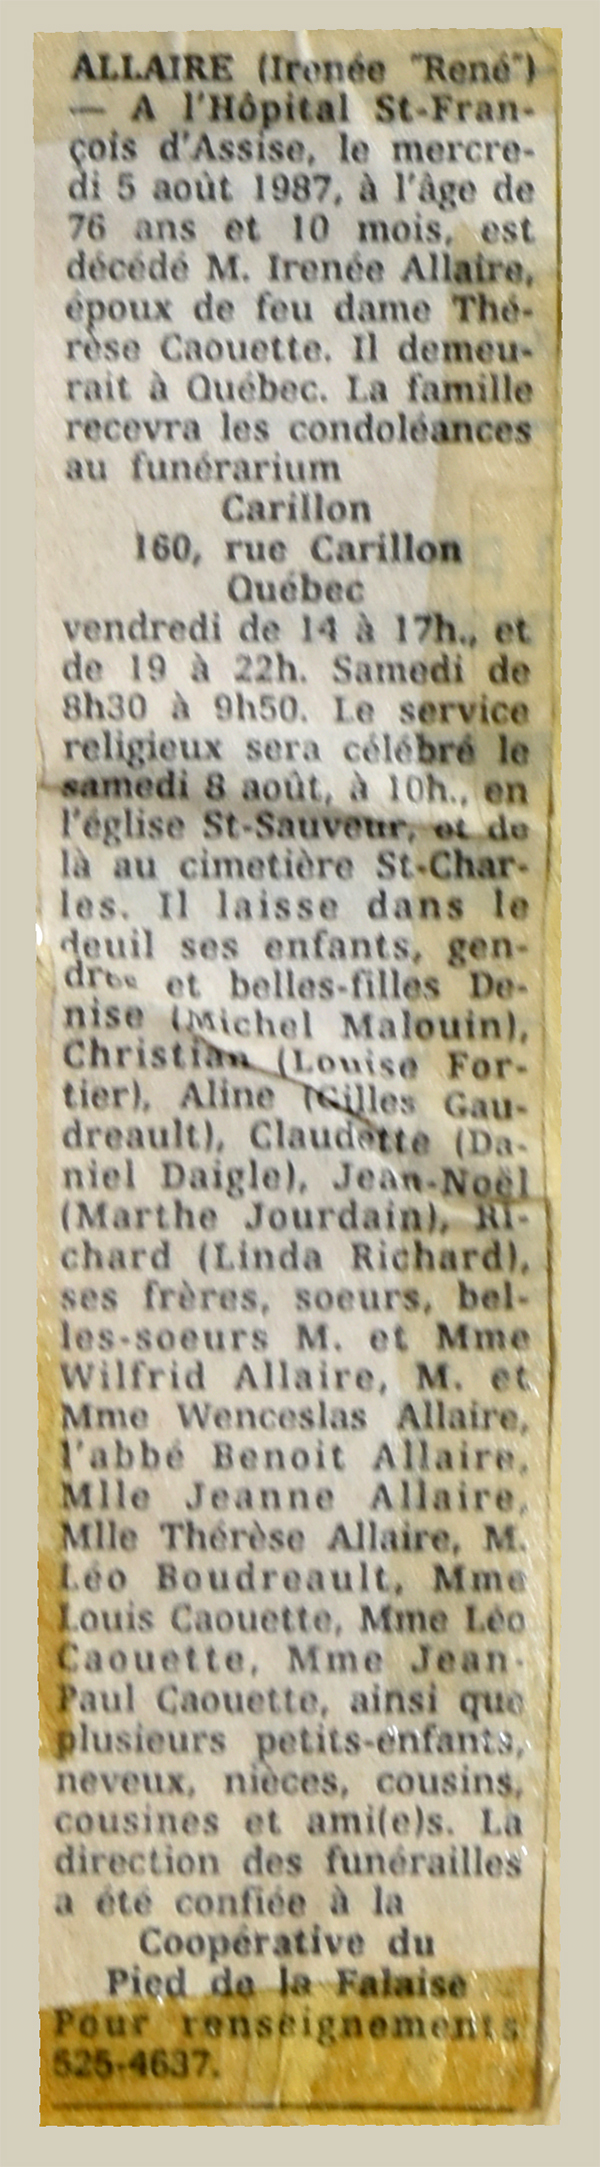 ALLAIRE (Irenée "René")
— A l'Hôpital St-Fran-
çois d'Assise, le mercre-
di 5 août 1987, à l'âge de
76 ans et 10 mois, est
décédé M. Irenée Allaire,
époux de feu dame Thé-
rèse Caouette. Il demeu-
rait à Québec. La famille
recevra les condoléances
au funérarium
Carillon
160, rue Carillon
Québec
vendredi de 14 à 17h., et
de 19 à 22h. Samedi de
8h30 à 9h50. Le service
religieux sera célébré le
samedi 8 août, à 10h., en
l'église St-Sauveur, et de
là au cimetière St-Char-
les. Il laisse dans le
deuil ses enfants, gen-
dres et belles-filles De-
nise (Michel Malouin),
Christian (Louise For-
tier), Aline (Gilles Gau-
dreault), Claudette (Da-
niel Daigle), Jean-Noël
(Marthe Jourdain), Ri-
chard (Linda Richard),
ses frères, soeurs, bel-
les-soeurs M. et Mme
Wilfrid Allaire, M. et
Mme Wenceslas Allaire,
l'abbé Benoit Allaire,
Mlle Jeanne Allaire,
Mlle Thérèse Allaire, M.
Léo Boudreault, Mme
Louis Caouette, Mme Léo
Caouette, Mme Jean-
Paul Caouette, ainsi que
plusieurs petits-enfants,
neveux, nièces, cousins,
cousines et ami(e)s. La
direction des funérailles
a été confiée à la
Coopérative du
Pied de la Falaise
Pour renseignements
525-4637.